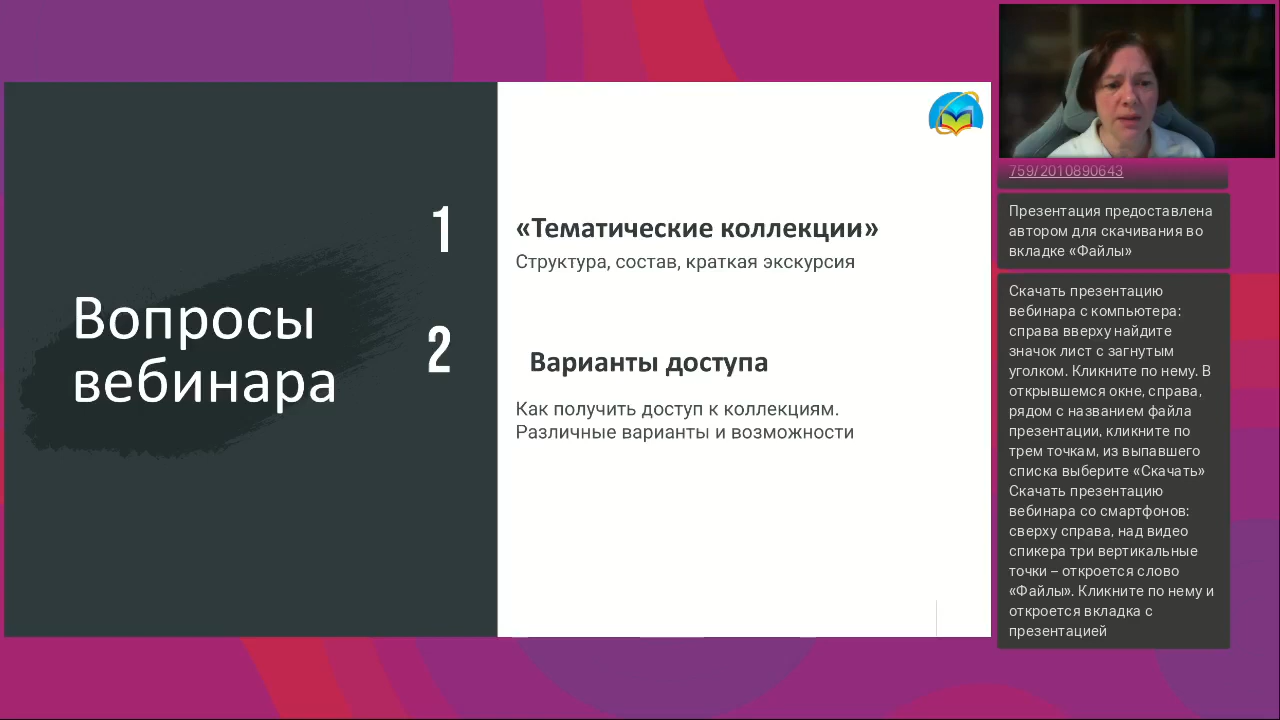 Вопросы
вебинара
1
«Тематические коллекции»
Структура, состав, краткая экскурсия
2
Варианты доступа
Как получить доступ к коллекциям.
Различные варианты и возможности
759/2010890643
Презентация предоставлена
автором для скачивания во
вкладке «Файлы»
Скачать презентацию
вебинара с компьютера:
справа вверху найдите
значок лист с загнутым
уголком. Кликните по нему. В
открывшемся окне, справа,
рядом с названием файла
презентации, кликните по
трем точкам, из выпавшего
списка выберите «Скачать»
Скачать презентацию
вебинара со смартфонов:
сверху справа, над видео
спикера три вертикальные
точки – откроется слово
«Файлы». Кликните по нему и
откроется вкладка с
презентацией